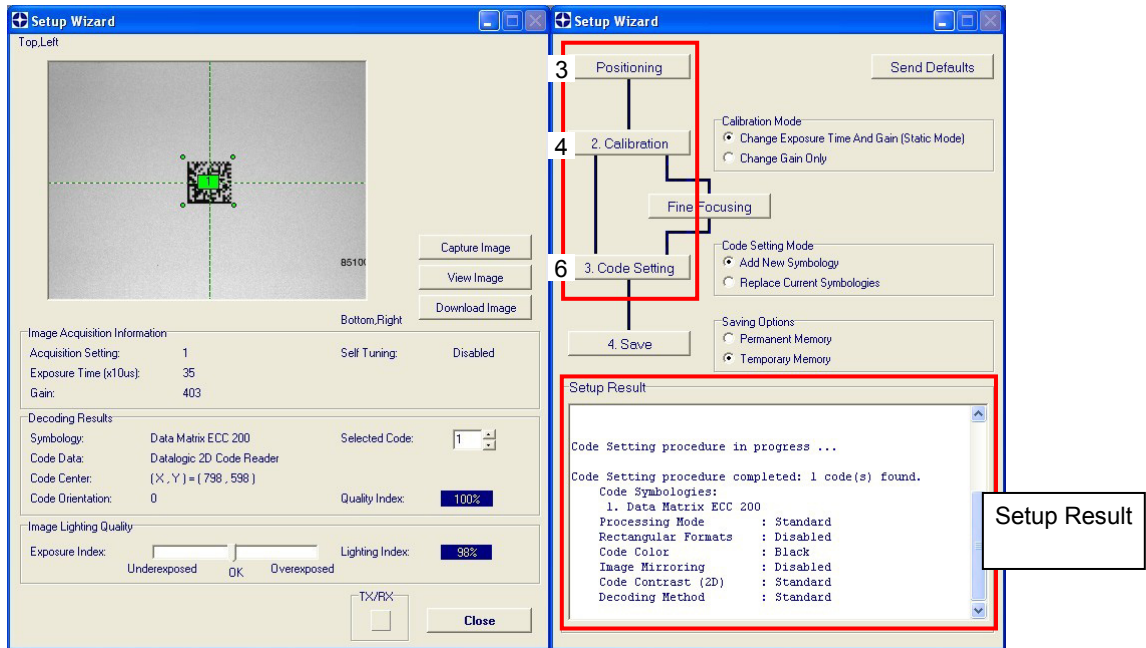 Setup Wizard
Top,Left
1
B5100
Capture Image
View Image
Download Image
Bottom,Right
Image Acquisition Information
Acquisition Setting: 1 Self Tuning: Disabled
Exposure Time (x10us): 35
Gain: 403
Decoding Results
Symbology: Data Matrix ECC 200 Selected Code: 1
Code Data: Datalogic 2D Code Reader
Code Center: ( X , Y ) = ( 798 , 598 )
Code Orientation: 0 Quality Index: 100%
Image Lighting Quality
Exposure Index: Lighting Index: 98%
Underexposed OK Overexposed
TX/RX
Close
Setup Wizard
3 Positioning
Send Defaults
4 2. Calibration
Calibration Mode
Change Exposure Time And Gain (Static Mode)
Change Gain Only
Fine Focusing
6 3. Code Setting
Code Setting Mode
Add New Symbology
Replace Current Symbologies
4. Save
Saving Options
Permanent Memory
Temporary Memory
Setup Result
Code Setting procedure in progress ...
Code Setting procedure completed: 1 code(s) found.
Code Symbologies:
1. Data Matrix ECC 200
Processing Mode : Standard
Rectangular Formats : Disabled
Code Color : Black
Image Mirroring : Disabled
Code Contrast (2D) : Standard
Decoding Method : Standard
Setup Result